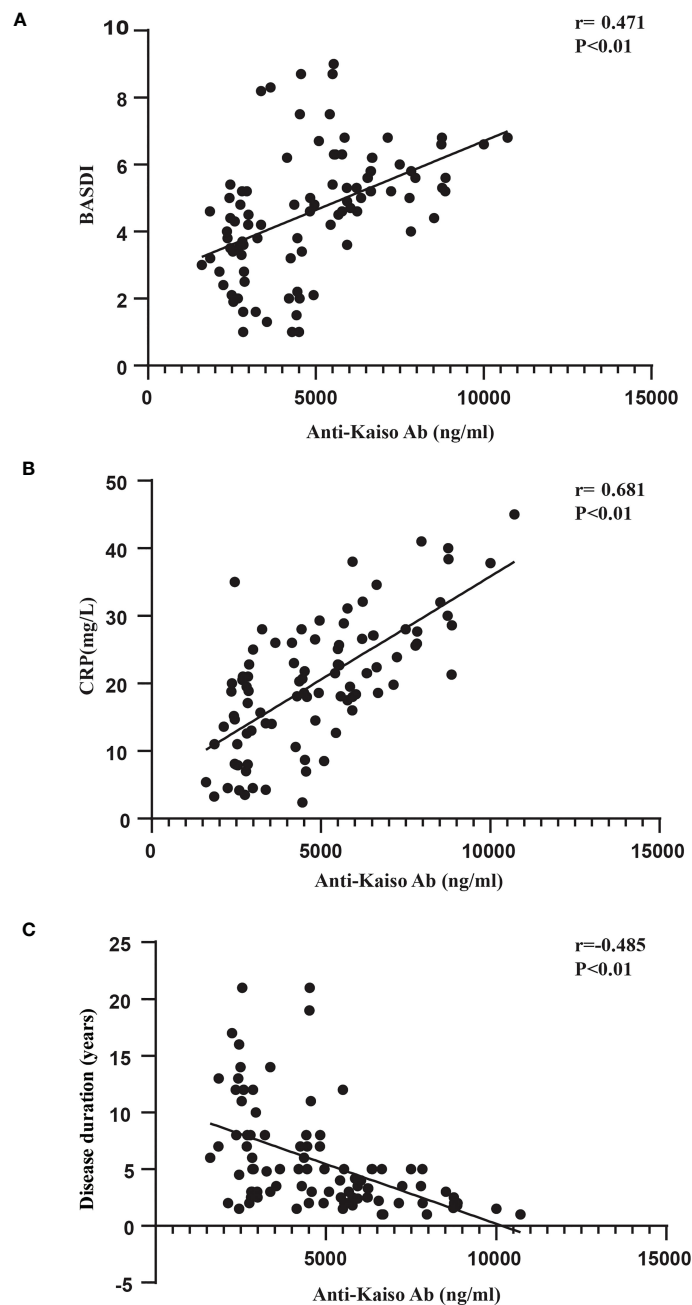 A
r= 0.471
P<0.01
10
8
6
4
2
0
BASDI
0 5000 10000 15000
Anti-Kaiso Ab (ng/ml)
B
r= 0.681
P<0.01
50
40
30
20
10
0
CRP(mg/L)
0 5000 10000 15000
Anti-Kaiso Ab (ng/ml)
C
r=-0.485
P<0.01
25
20
15
10
5
0
-5
Disease duration (years)
5000 10000 15000
Anti-Kaiso Ab (ng/ml)